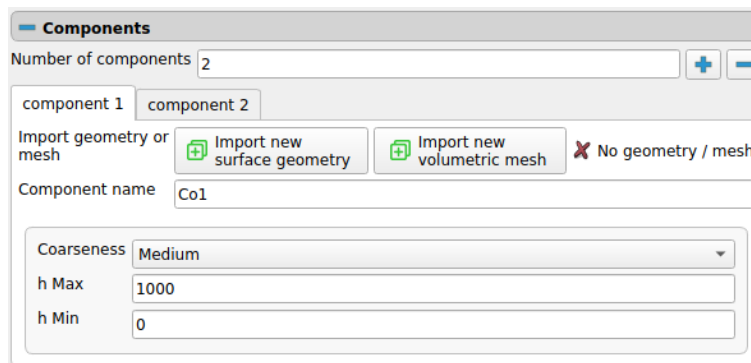 Components
Number of components 2
component 1 component 2
Import geometry or mesh Import new surface geometry Import new volumetric mesh No geometry / mesh
Component name Co1
Coarseness Medium
h Max 1000
h Min 0